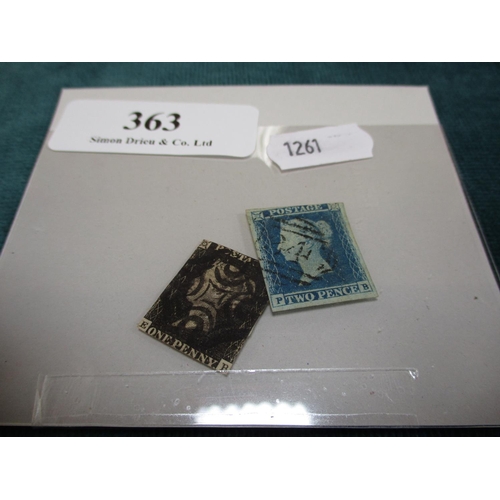 363
Simon Drieu & Co. Ltd
1261
POSTAGE
P TWO PENCE B
ONE PENNY